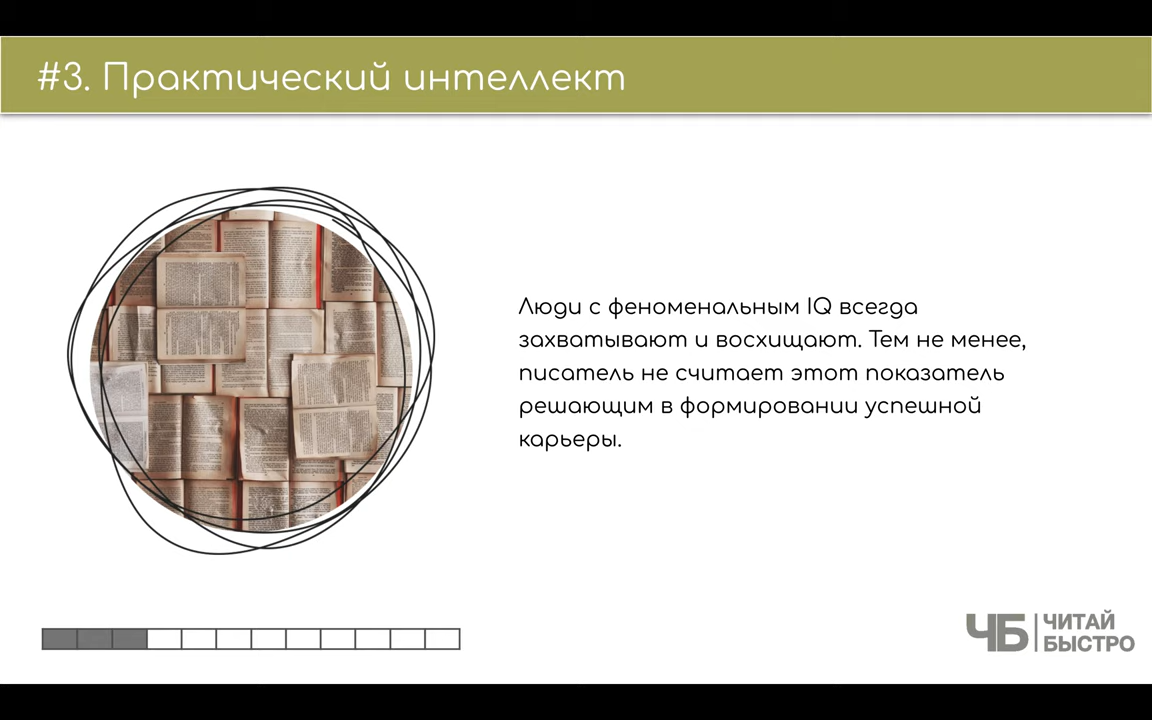 #3. Практический интеллект
Люди с феноменальным IQ всегда
захватывают и восхищают. Тем не менее,
писатель не считает этот показатель
решающим в формировании успешной
карьеры.
ЧБ
ЧИТАЙ
БЫСТРО